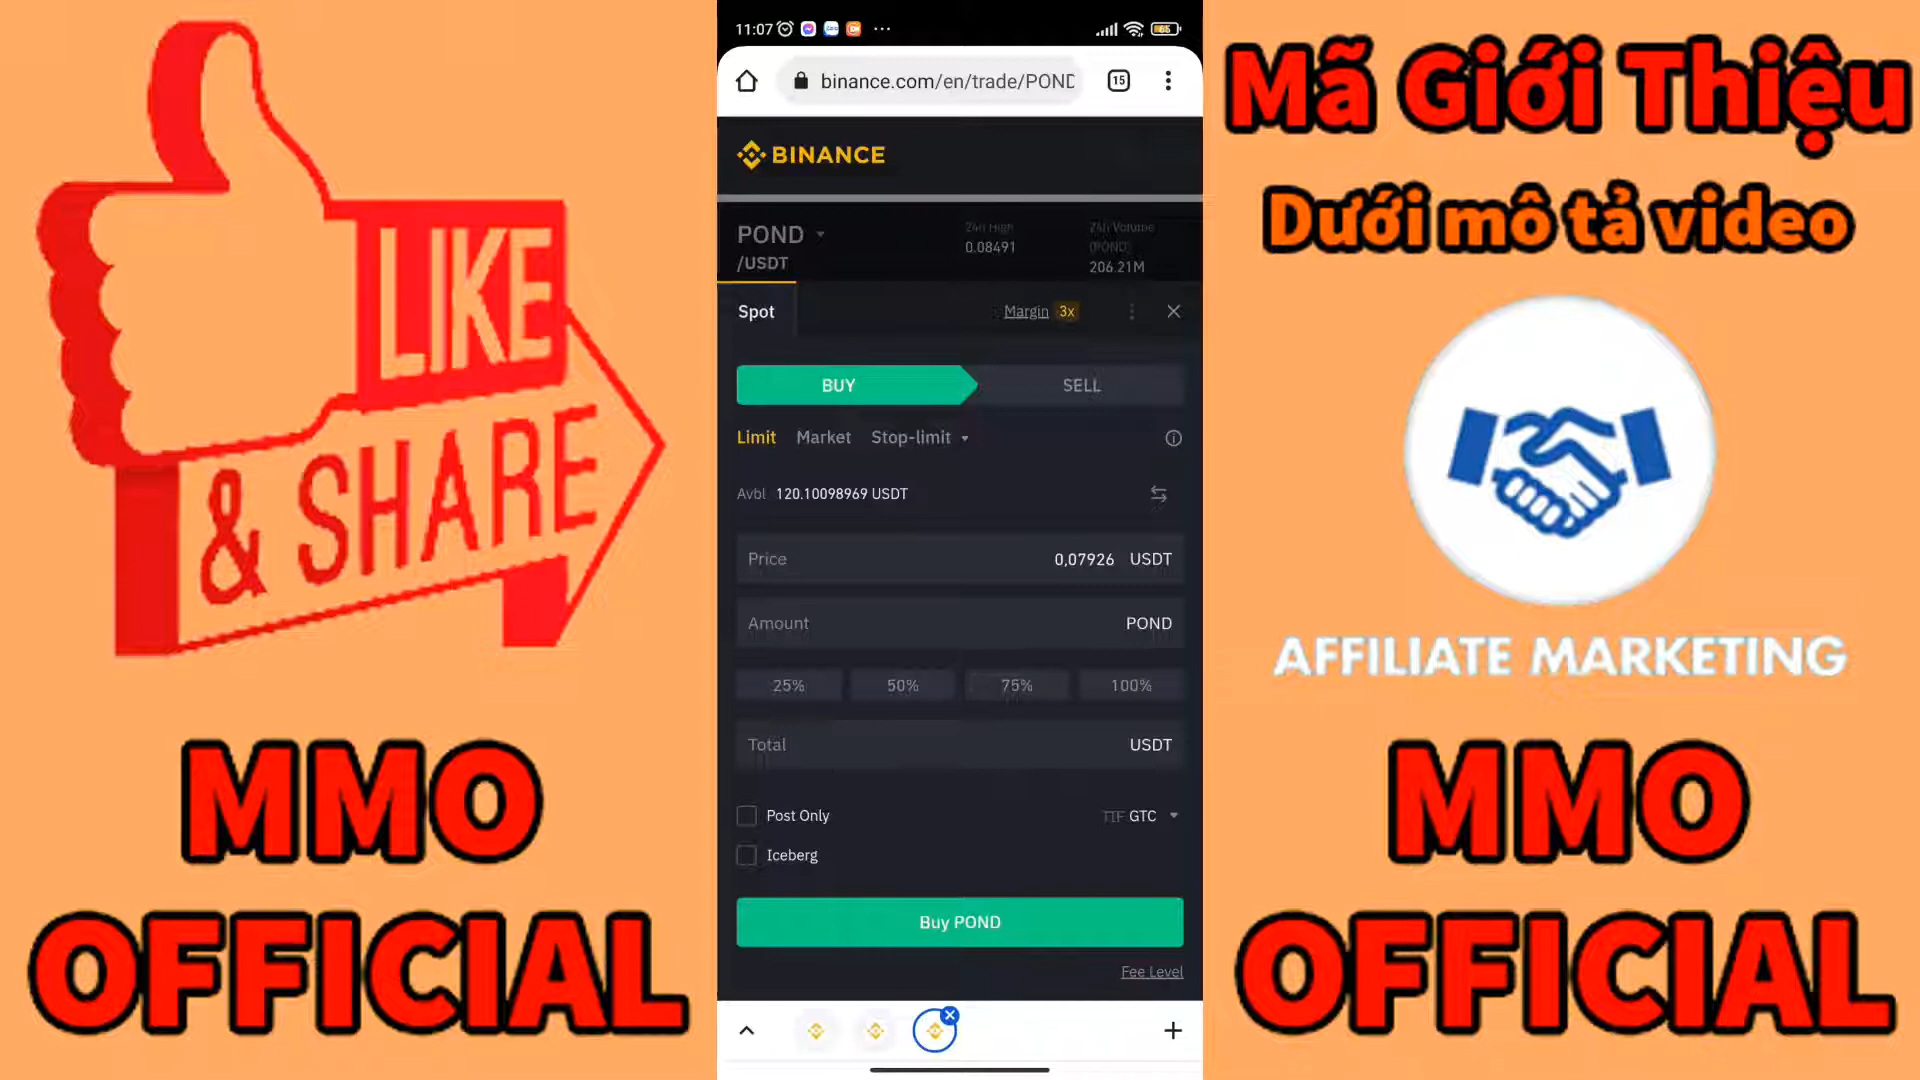 LIKE
& SHARE
MMO
OFFICIAL
11:07
65
binance.com/en/trade/POND
15
BINANCE
POND
/USDT
24h High
0.08491
24h Volume
(POND)
206.21M
Spot
Margin 3x
BUY
SELL
Limit Market Stop-limit
Avbl 120.10098969 USDT
Price 0,07926 USDT
Amount POND
25% 50% 75% 100%
Total USDT
Post Only
TIF GTC
Iceberg
Buy POND
Fee Level
Mã Giới Thiệu
Dưới mô tả video
AFFILIATE MARKETING
MMO
OFFICIAL